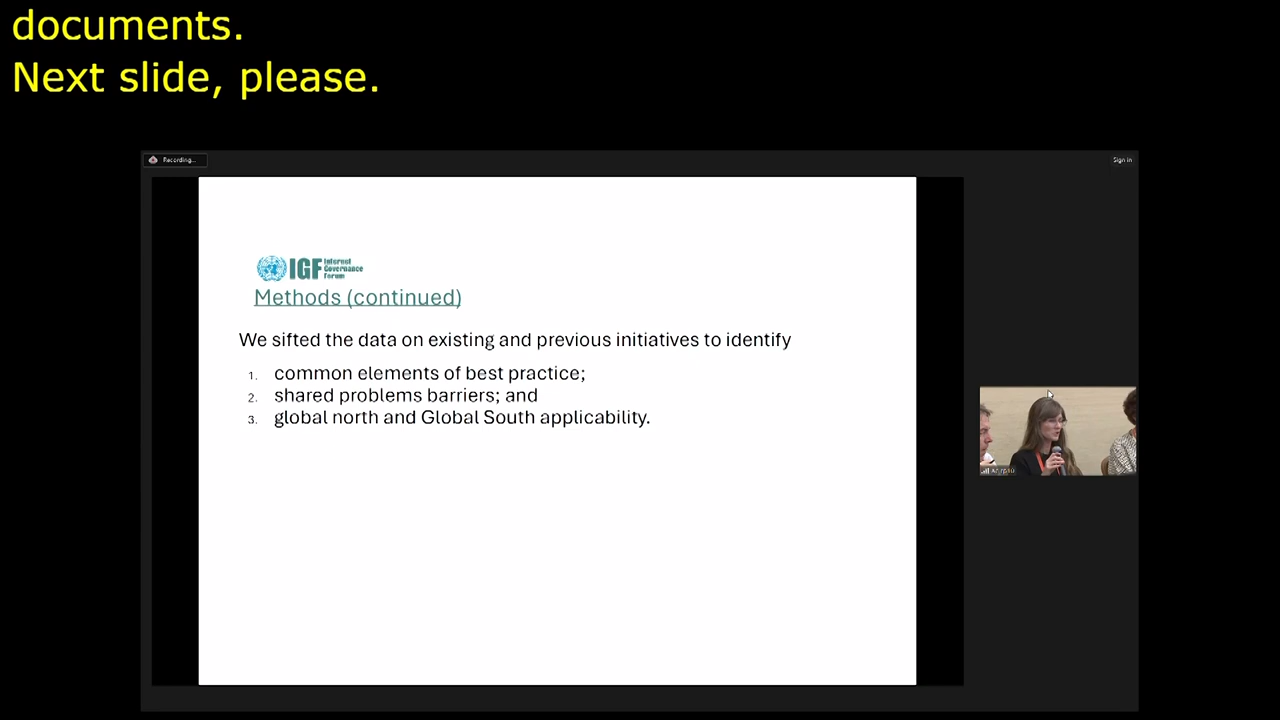 documents.
Next slide, please.
Recording...
Sign in
IGF Internet
Governance
Forum
Methods (continued)
We sifted the data on existing and previous initiatives to identify
1. common elements of best practice;
2. shared problems barriers; and
3. global north and Global South applicability.